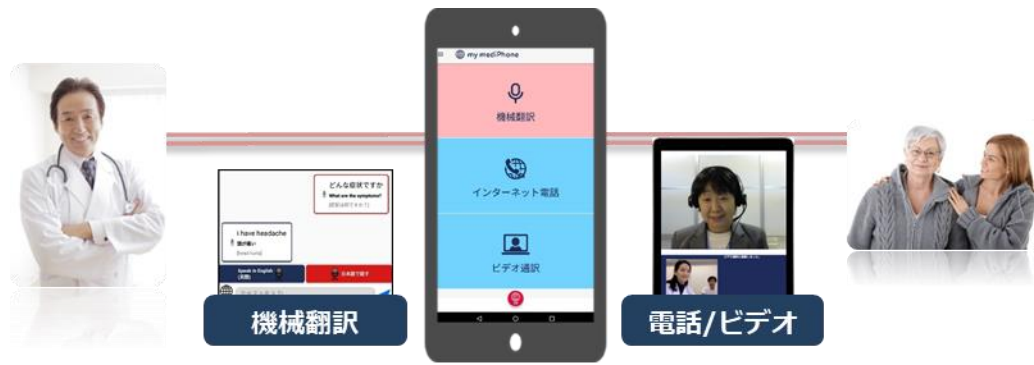 my mediPhone
機械翻訳
インターネット電話
ビデオ通訳
どんな症状ですか
What are the symptoms?
I have headache
頭が痛い
Speak in English
(英語)
日本語で話す
機械翻訳
電話/ビデオ